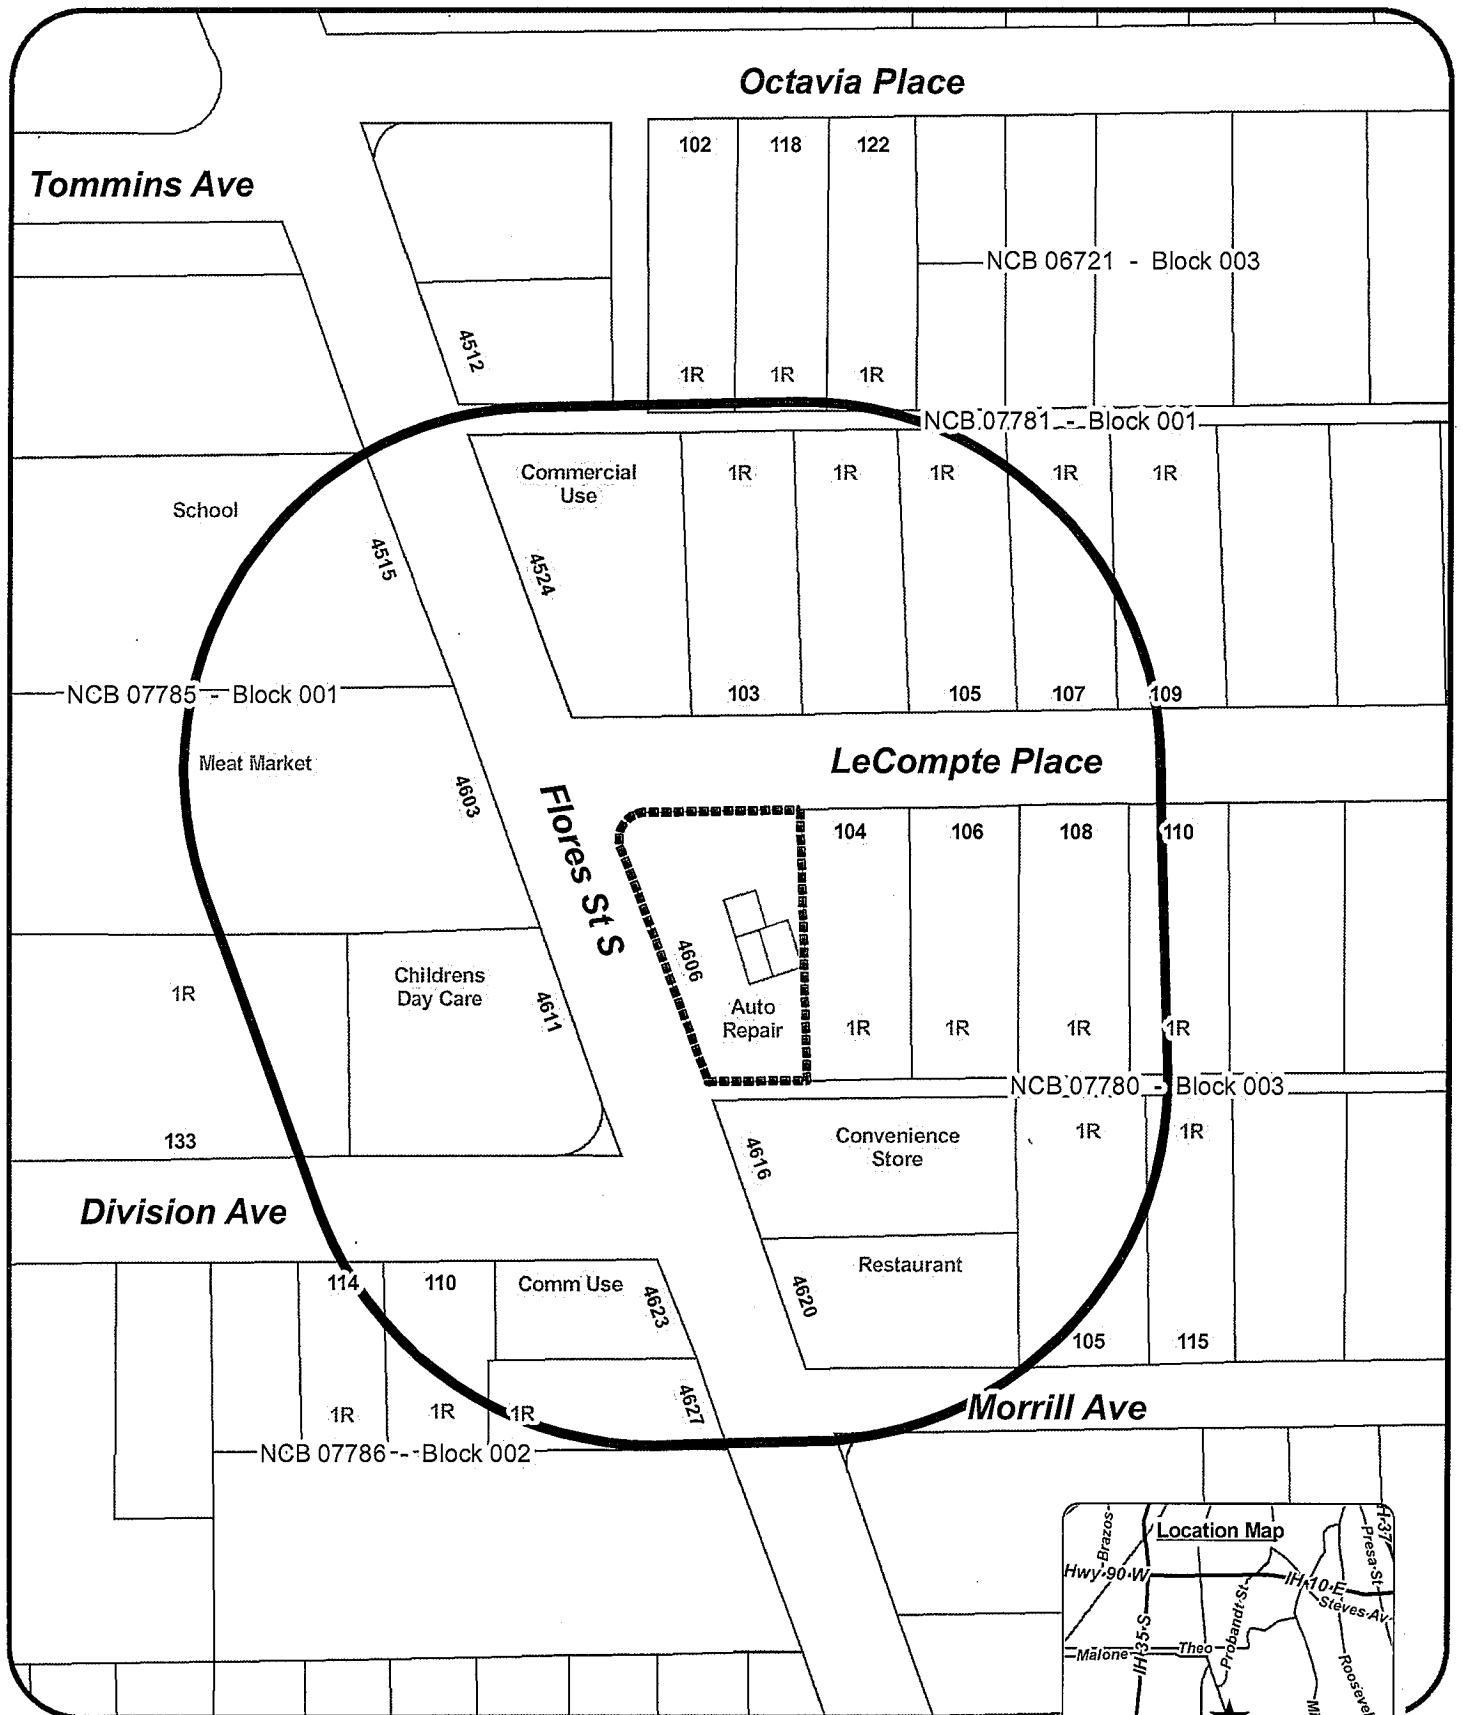 Octavia Place
102 118 122
Tommins Ave
NCB 06721 - Block 003
4512
1R 1R 1R
NCB 07781 - Block 001
Commercial
Use
1R 1R 1R 1R 1R
School
4515
4524
NCB 07785 - Block 001
103 105 107 109
Meat Market
4603
LeCompte Place
Flores St S
104 106 108 110
4606
Childrens
Day Care
1R
4611
Auto
Repair
1R 1R 1R 1R
NCB 07780 - Block 003
133
4616
Convenience
Store
1R 1R
Division Ave
Restaurant
114 110
Comm Use
4623
4620
105 115
4627
1R 1R 1R
Morrill Ave
NCB 07786 - - Block 002
Location Map
Brazos
Hwy 90 W
IH 10 E
Presa St
Steves Av
IH 35 S
Probandt St
Malone
Theo